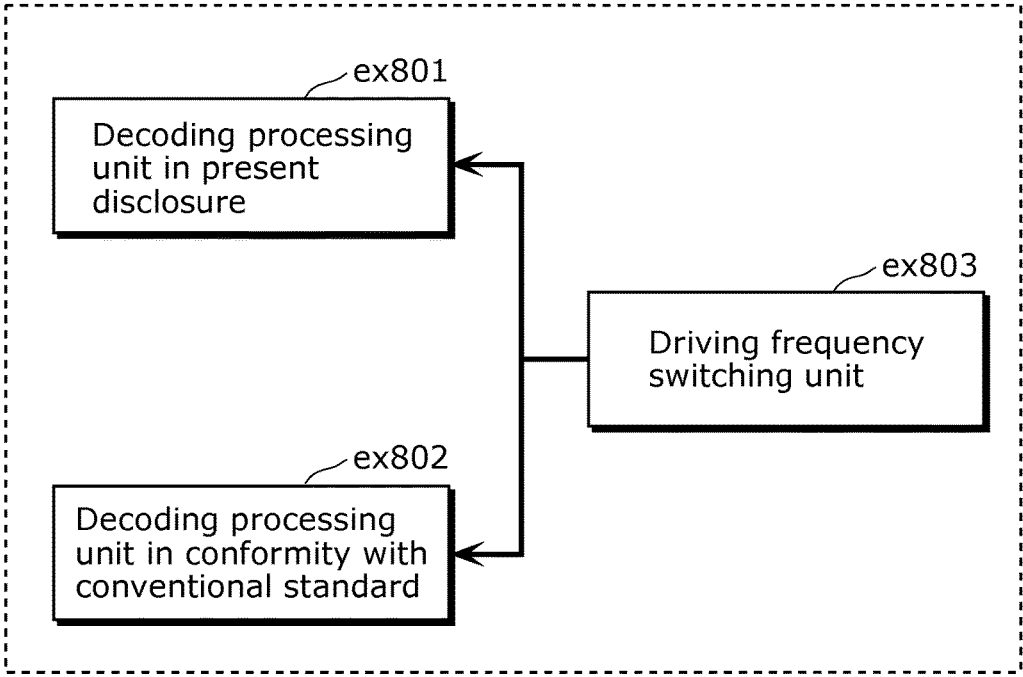 ex801
Decoding processing
unit in present
disclosure
ex803
Driving frequency
switching unit
ex802
Decoding processing
unit in conformity with
conventional standard